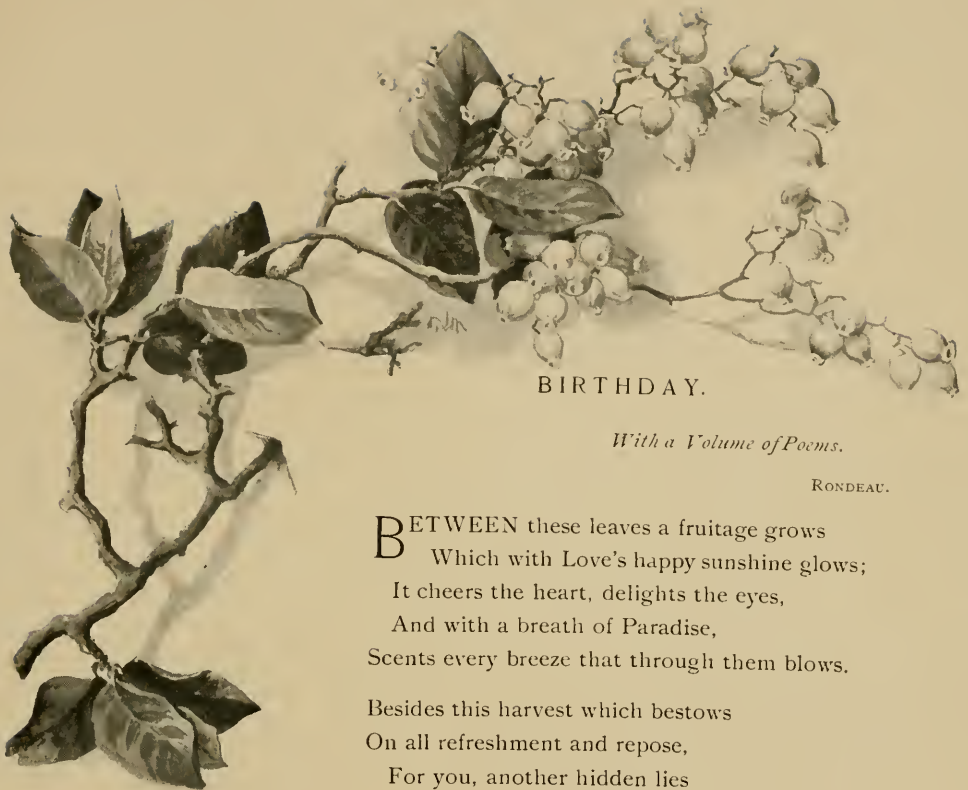 BIRTHDAY.
With a Volume of Poems.
RONDEAU.
BETWEEN these leaves a fruitage grows
Which with Love's happy sunshine glows;
It cheers the heart, delights the eyes,
And with a breath of Paradise,
Scents every breeze that through them blows.
Besides this harvest which bestows
On all refreshment and repose,
For you, another hidden lies